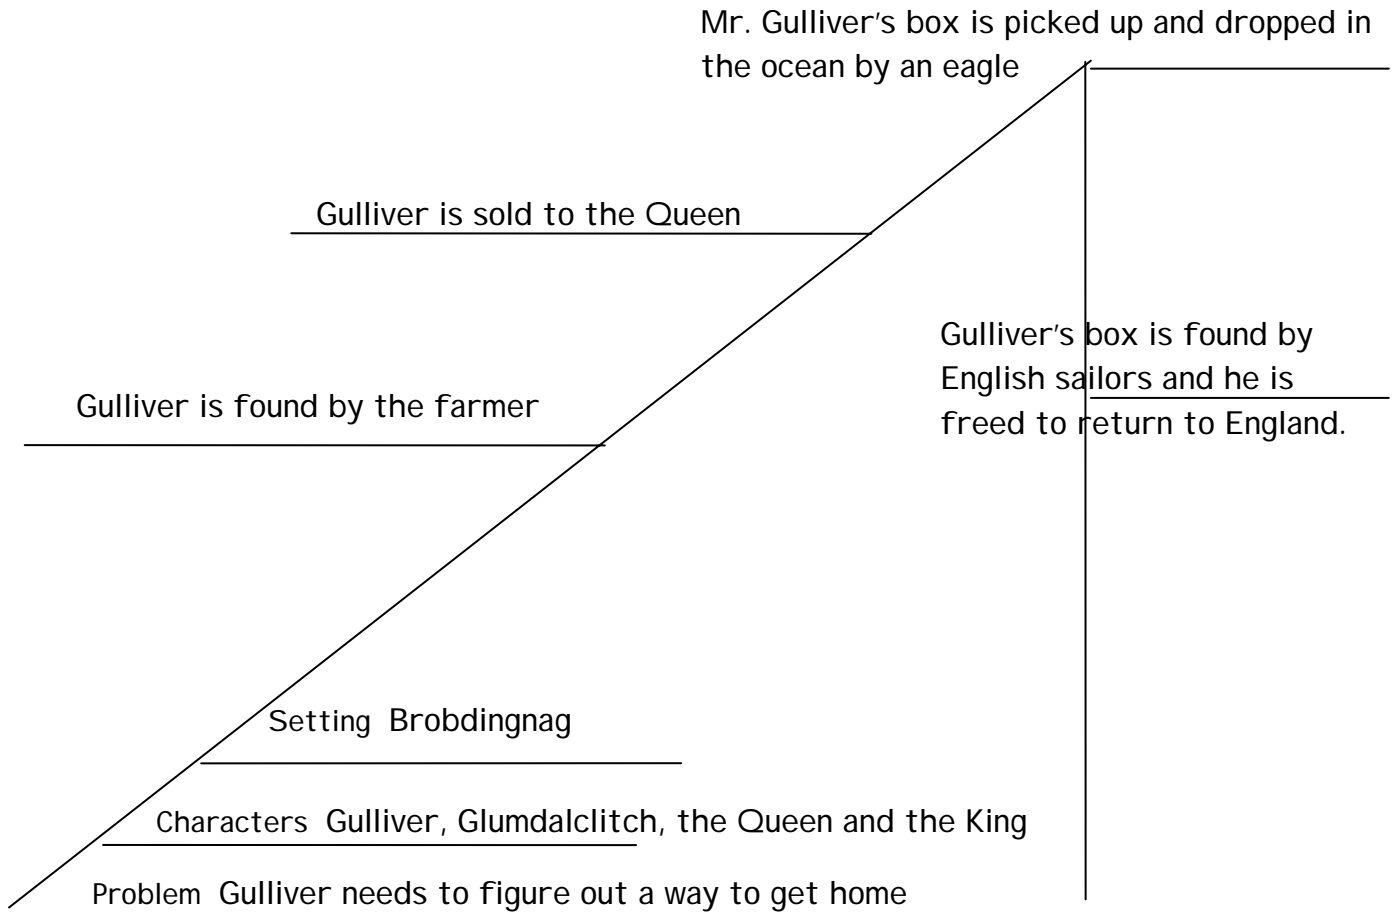 Mr. Gulliver's box is picked up and dropped in
the ocean by an eagle
Gulliver is sold to the Queen
Gulliver's box is found by
English sailors and he is
freed to return to England.
Gulliver is found by the farmer
Setting Brobdingnag
Characters Gulliver, Glumdalclitch, the Queen and the King
Problem Gulliver needs to figure out a way to get home